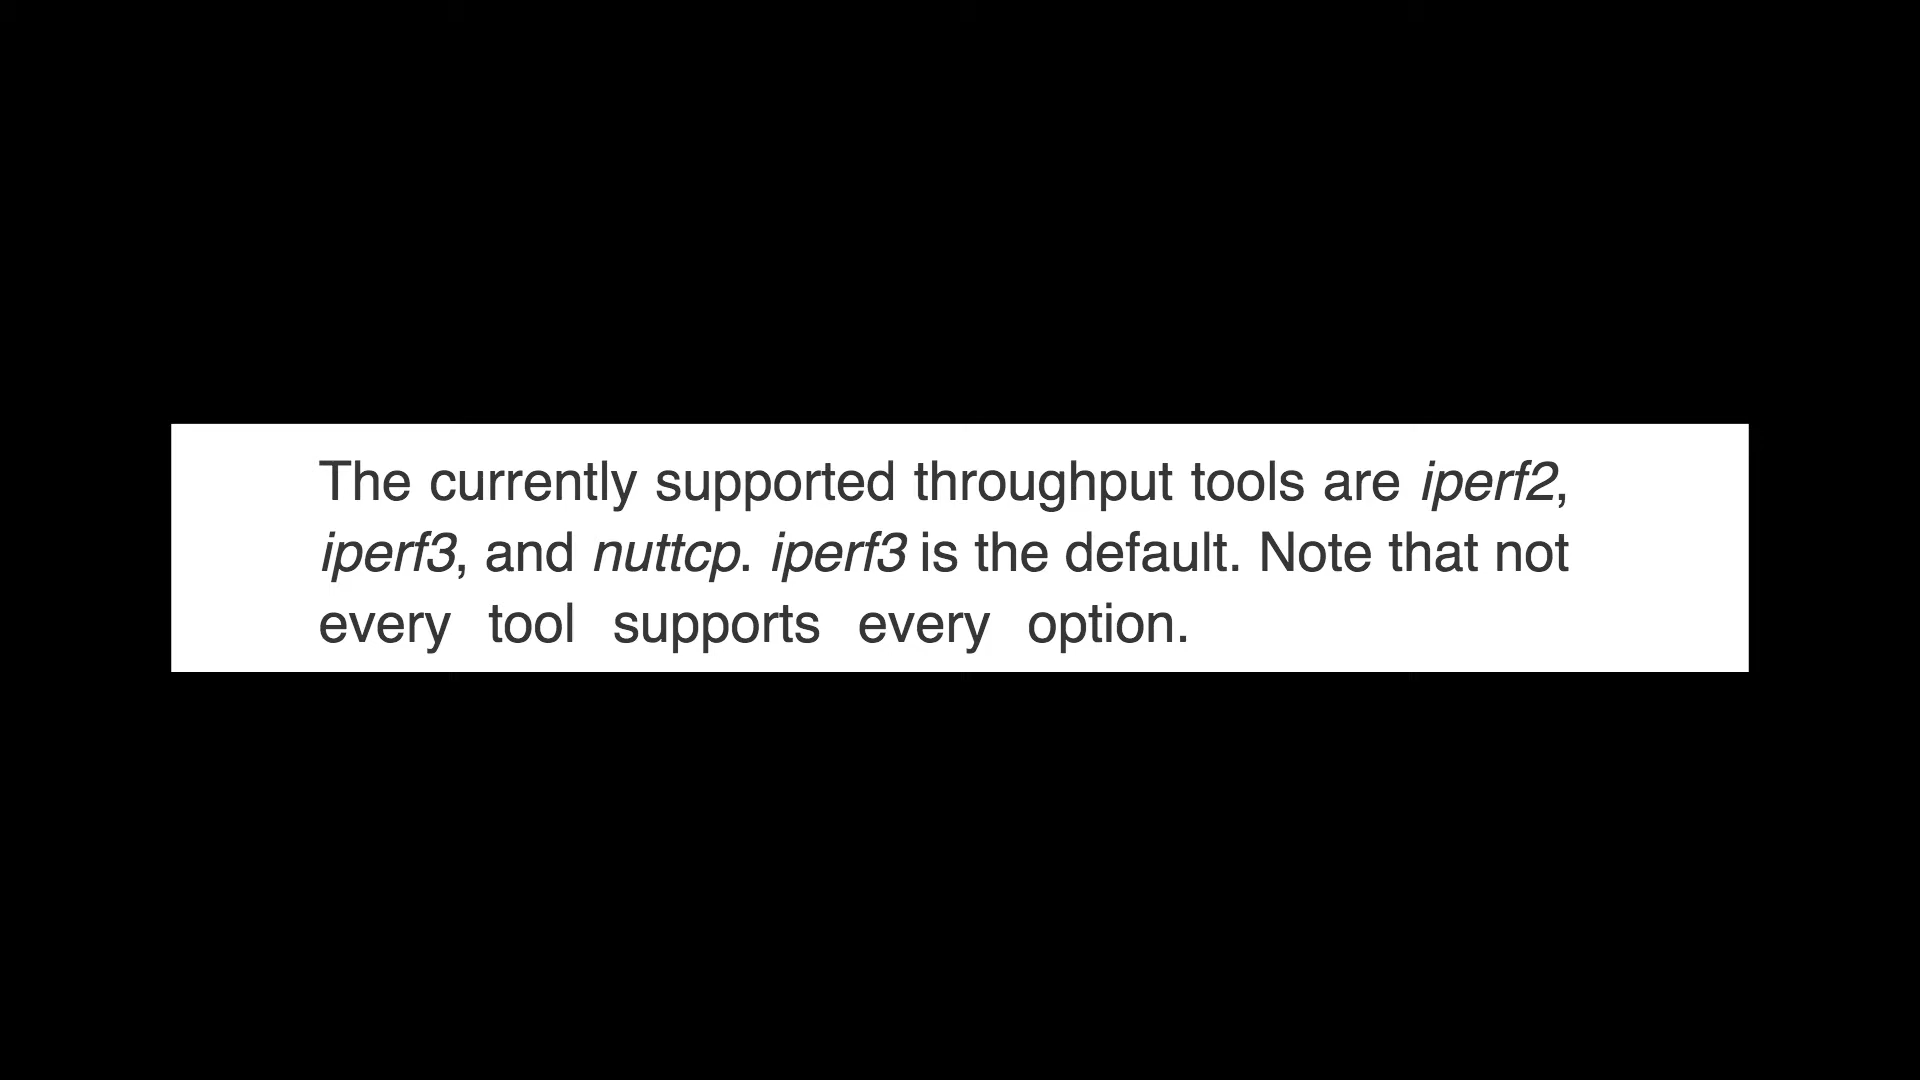 The currently supported throughput tools are iperf2,
iperf3, and nuttcp. iperf3 is the default. Note that not
every tool supports every option.